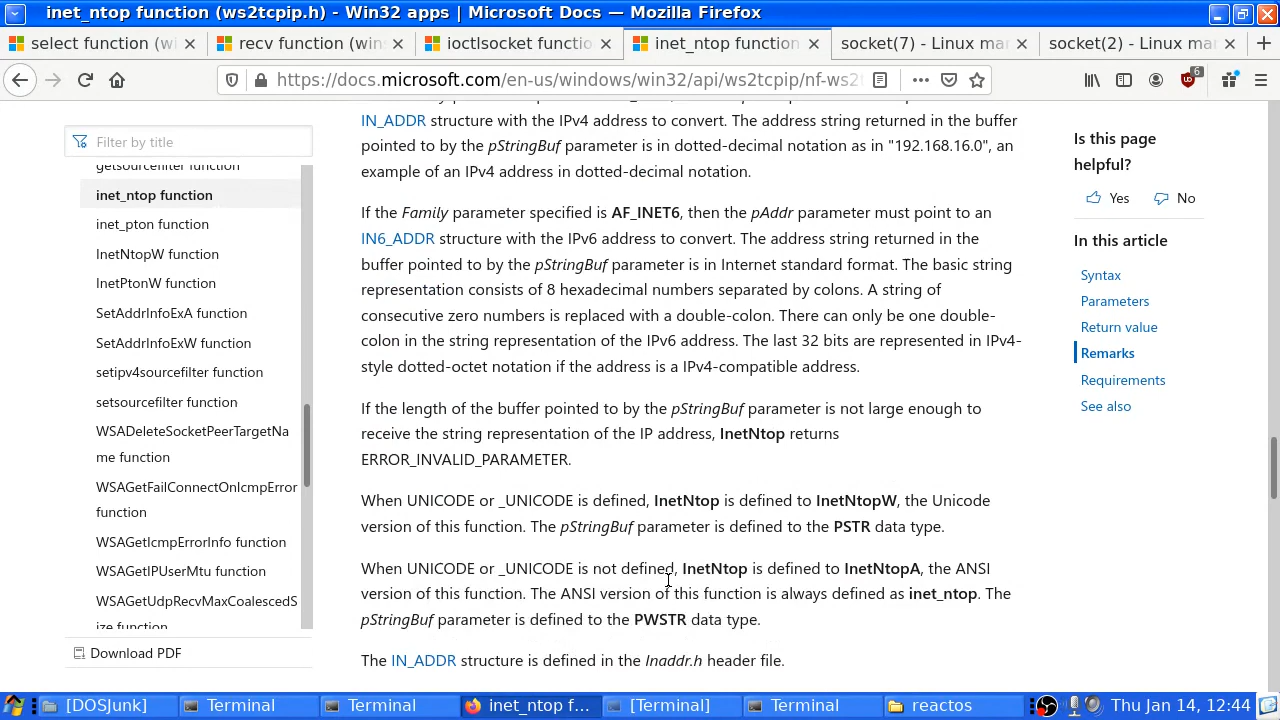 inet_ntop function (ws2tcpip.h) - Win32 apps | Microsoft Docs — Mozilla Firefox
select function (wi
recv function (wins
ioctlsocket functio
inet_ntop function
socket(7) - Linux ma
socket(2) - Linux ma
https://docs.microsoft.com/en-us/windows/win32/api/ws2tcpip/nf-ws2t
6
Filter by title
getsourcefilter function
inet_ntop function
inet_pton function
InetNtopW function
InetPtonW function
SetAddrInfoExA function
SetAddrInfoExW function
setipv4sourcefilter function
setsourcefilter function
WSADeleteSocketPeerTargetNa
me function
WSAGetFailConnectOnIcmpError
function
WSAGetIcmpErrorInfo function
WSAGetIPUserMtu function
WSAGetUdpRecvMaxCoalescedS
ize function
Download PDF
IN_ADDR structure with the IPv4 address to convert. The address string returned in the buffer
pointed to by the pStringBuf parameter is in dotted-decimal notation as in "192.168.16.0", an
example of an IPv4 address in dotted-decimal notation.
If the Family parameter specified is AF_INET6, then the pAddr parameter must point to an
IN6_ADDR structure with the IPv6 address to convert. The address string returned in the
buffer pointed to by the pStringBuf parameter is in Internet standard format. The basic string
representation consists of 8 hexadecimal numbers separated by colons. A string of
consecutive zero numbers is replaced with a double-colon. There can only be one double-
colon in the string representation of the IPv6 address. The last 32 bits are represented in IPv4-
style dotted-octet notation if the address is a IPv4-compatible address.
If the length of the buffer pointed to by the pStringBuf parameter is not large enough to
receive the string representation of the IP address, InetNtop returns
ERROR_INVALID_PARAMETER.
When UNICODE or _UNICODE is defined, InetNtop is defined to InetNtopW, the Unicode
version of this function. The pStringBuf parameter is defined to the PSTR data type.
When UNICODE or _UNICODE is not defined, InetNtop is defined to InetNtopA, the ANSI
version of this function. The ANSI version of this function is always defined as inet_ntop. The
pStringBuf parameter is defined to the PWSTR data type.
The IN_ADDR structure is defined in the Inaddr.h header file.
Is this page
helpful?
Yes
No
In this article
Syntax
Parameters
Return value
Remarks
Requirements
See also
[DOSJunk]
Terminal
Terminal
inet_ntop f...
[Terminal]
Terminal
reactos
Thu Jan 14, 12:44